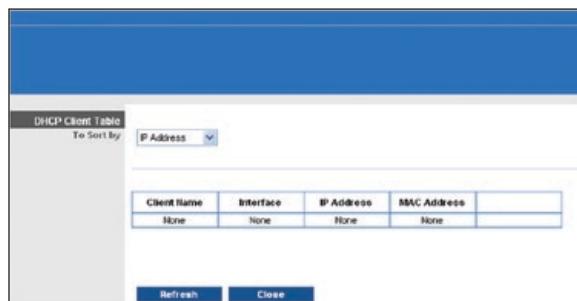 DHCP Client Table
To Sort by IP Address
Client Name Interface IP Address MAC Address
None None None None
Refresh Close